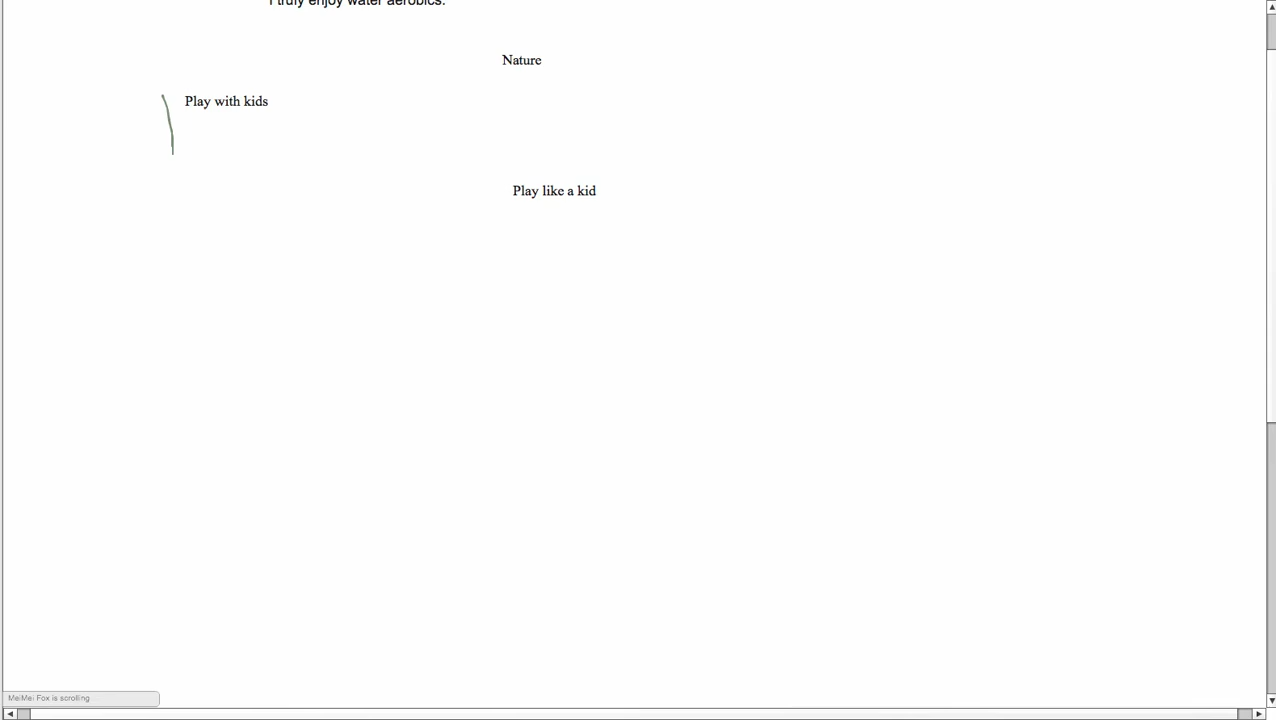 I truly enjoy water aerobics.
Nature
Play with kids
Play like a kid
MeiMei Fox is scrolling